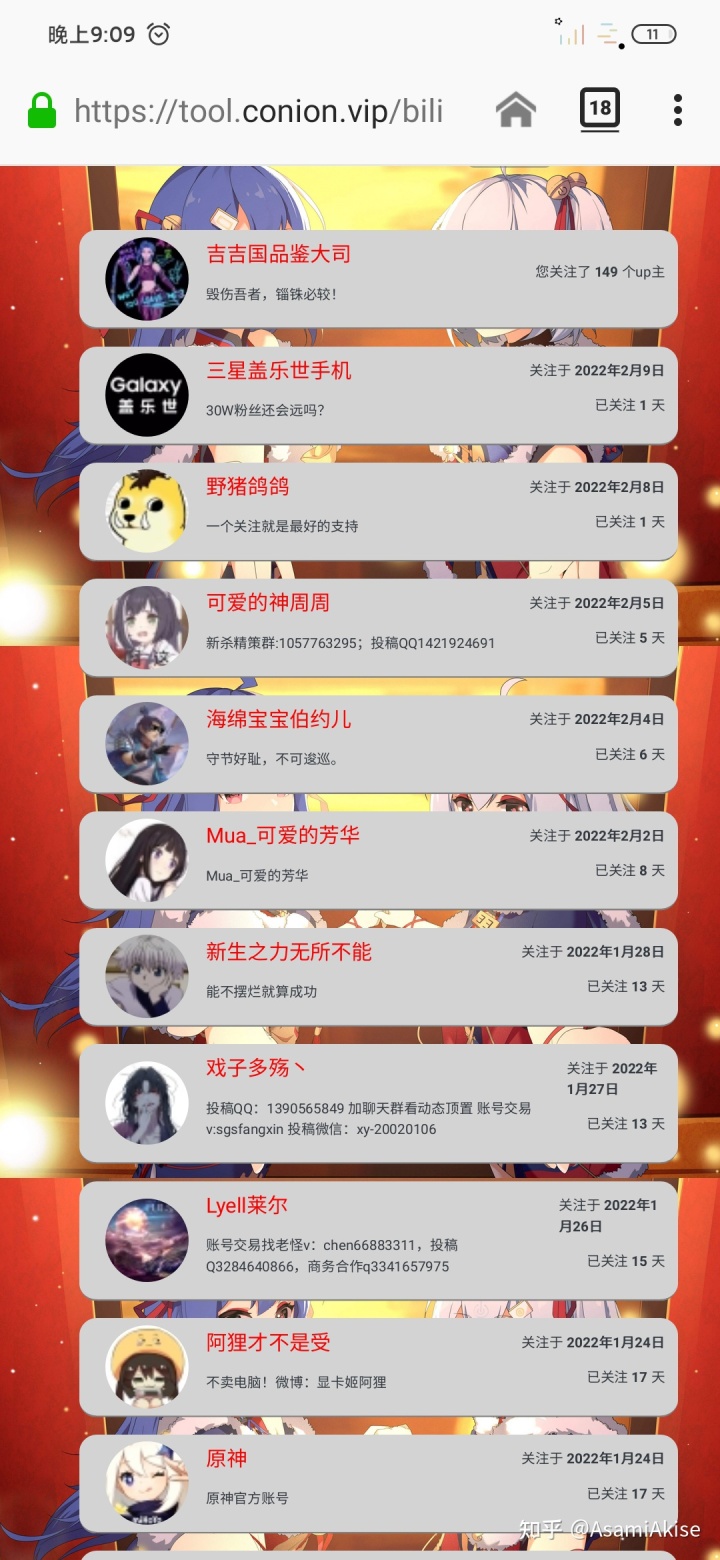 晚上9:09
11
https://tool.conion.vip/bili
18
吉吉国品鉴大司
毁伤吾者，锱铢必较！
您关注了 149 个up主
Galaxy
盖乐世
三星盖乐世手机
30W粉丝还会远吗？
关注于 2022年2月9日
已关注 1 天
野猪鸽鸽
一个关注就是最好的支持
关注于 2022年2月8日
已关注 1 天
可爱的神周周
新杀精策群:1057763295；投稿QQ1421924691
关注于 2022年2月5日
已关注 5 天
海绵宝宝伯约儿
守节好耻，不可逡巡。
关注于 2022年2月4日
已关注 6 天
Mua_可爱的芳华
Mua_可爱的芳华
关注于 2022年2月2日
已关注 8 天
新生之力无所不能
能不摆烂就算成功
关注于 2022年1月28日
已关注 13 天
戏子多殇丶
投稿QQ：1390565849 加聊天群看动态顶置 账号交易
v:sgsfangxin 投稿微信：xy-20020106
关注于 2022年
1月27日
已关注 13 天
Lyell莱尔
账号交易找老怪v：chen66883311，投稿
Q3284640866，商务合作q3341657975
关注于 2022年1
月26日
已关注 15 天
阿狸才不是受
不卖电脑！微博：显卡姬阿狸
关注于 2022年1月24日
已关注 17 天
原神
原神官方账号
关注于 2022年1月24日
已关注 17 天
知乎 @AsamiAkise